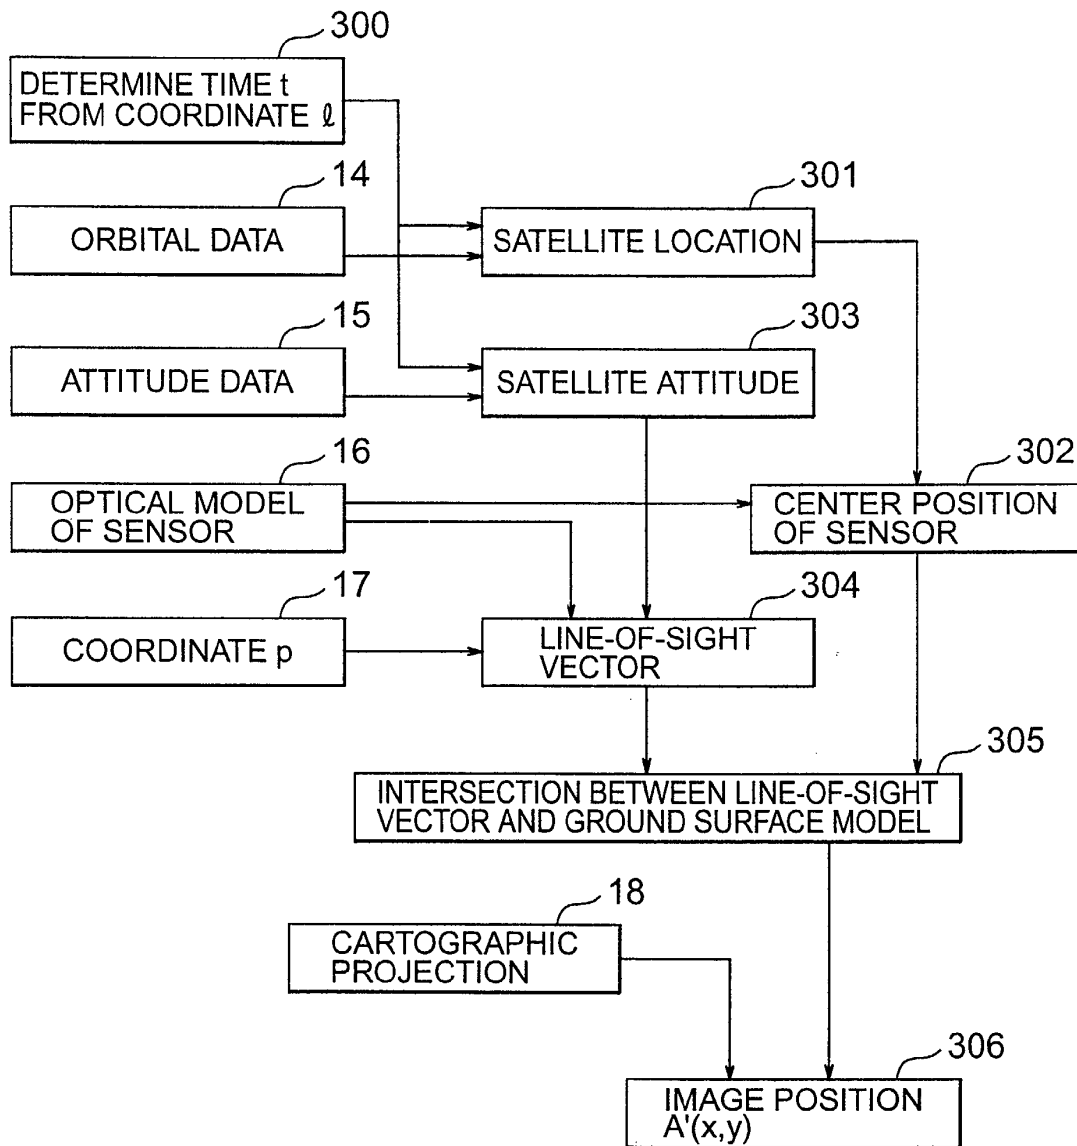 300
DETERMINE TIME t
FROM COORDINATE ℓ
14
ORBITAL DATA
301
SATELLITE LOCATION
15
ATTITUDE DATA
303
SATELLITE ATTITUDE
16
OPTICAL MODEL
OF SENSOR
302
CENTER POSITION
OF SENSOR
17
COORDINATE p
304
LINE-OF-SIGHT
VECTOR
305
INTERSECTION BETWEEN LINE-OF-SIGHT
VECTOR AND GROUND SURFACE MODEL
18
CARTOGRAPHIC
PROJECTION
306
IMAGE POSITION
A'(x,y)